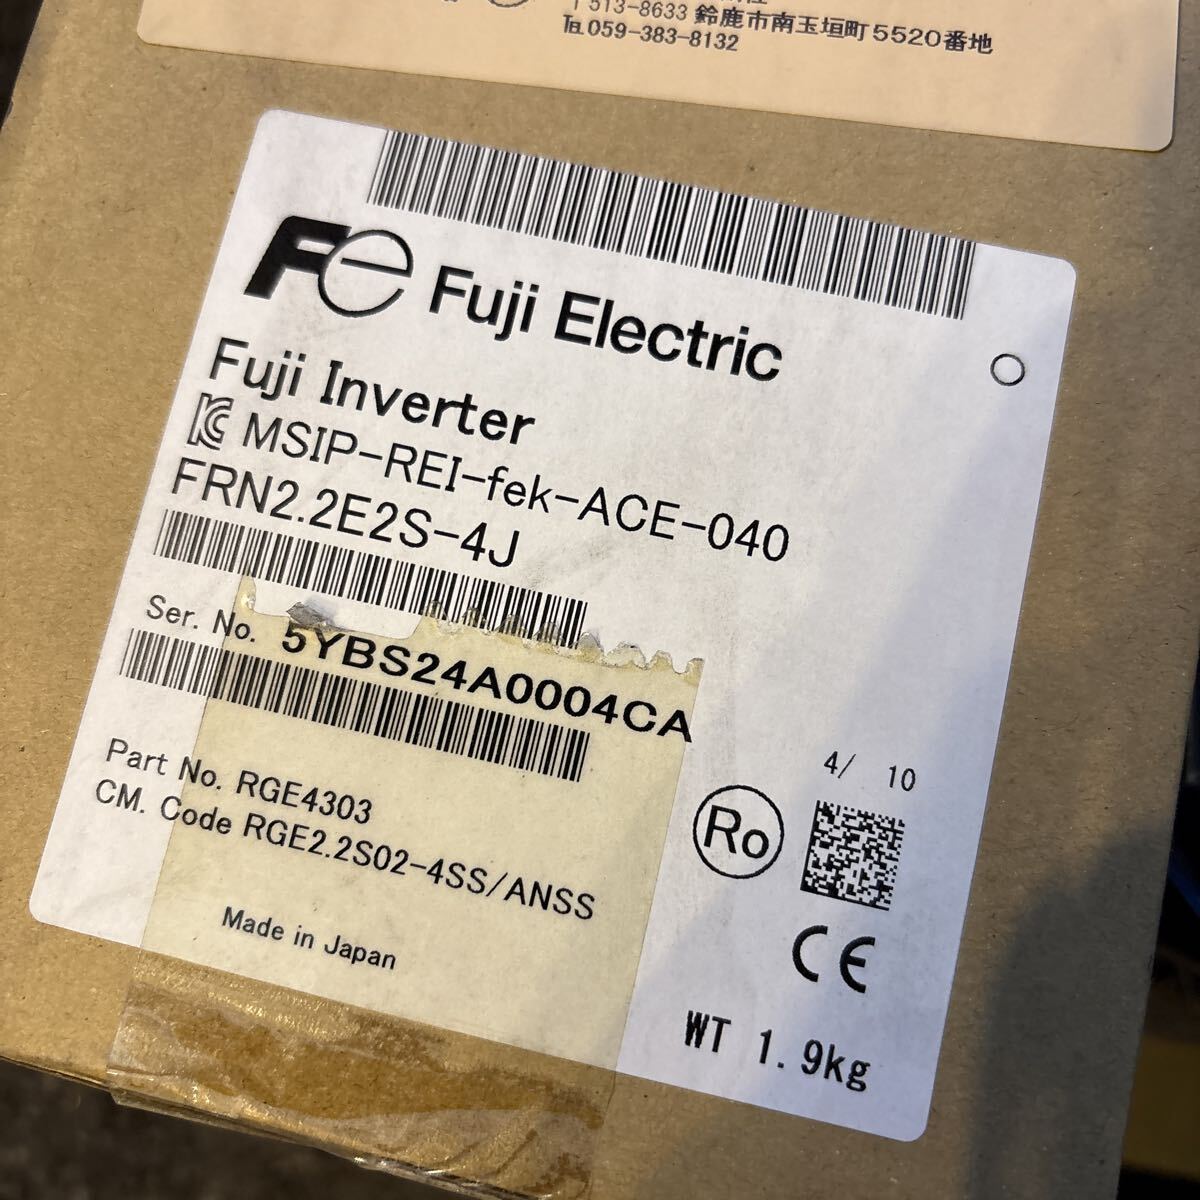 〒513-8633 鈴鹿市南玉垣町5520番地
℡059-383-8132
Fe Fuji Electric
Fuji Inverter
MSIP-REI-fek-ACE-040
FRN2.2E2S-4J
Ser. No. 5YBS24A0004CA
Part No. RGE4303
CM. Code RGE2.2S02-4SS/ANSS
4/ 10
Ro
CE
Made in Japan
WT 1.9kg